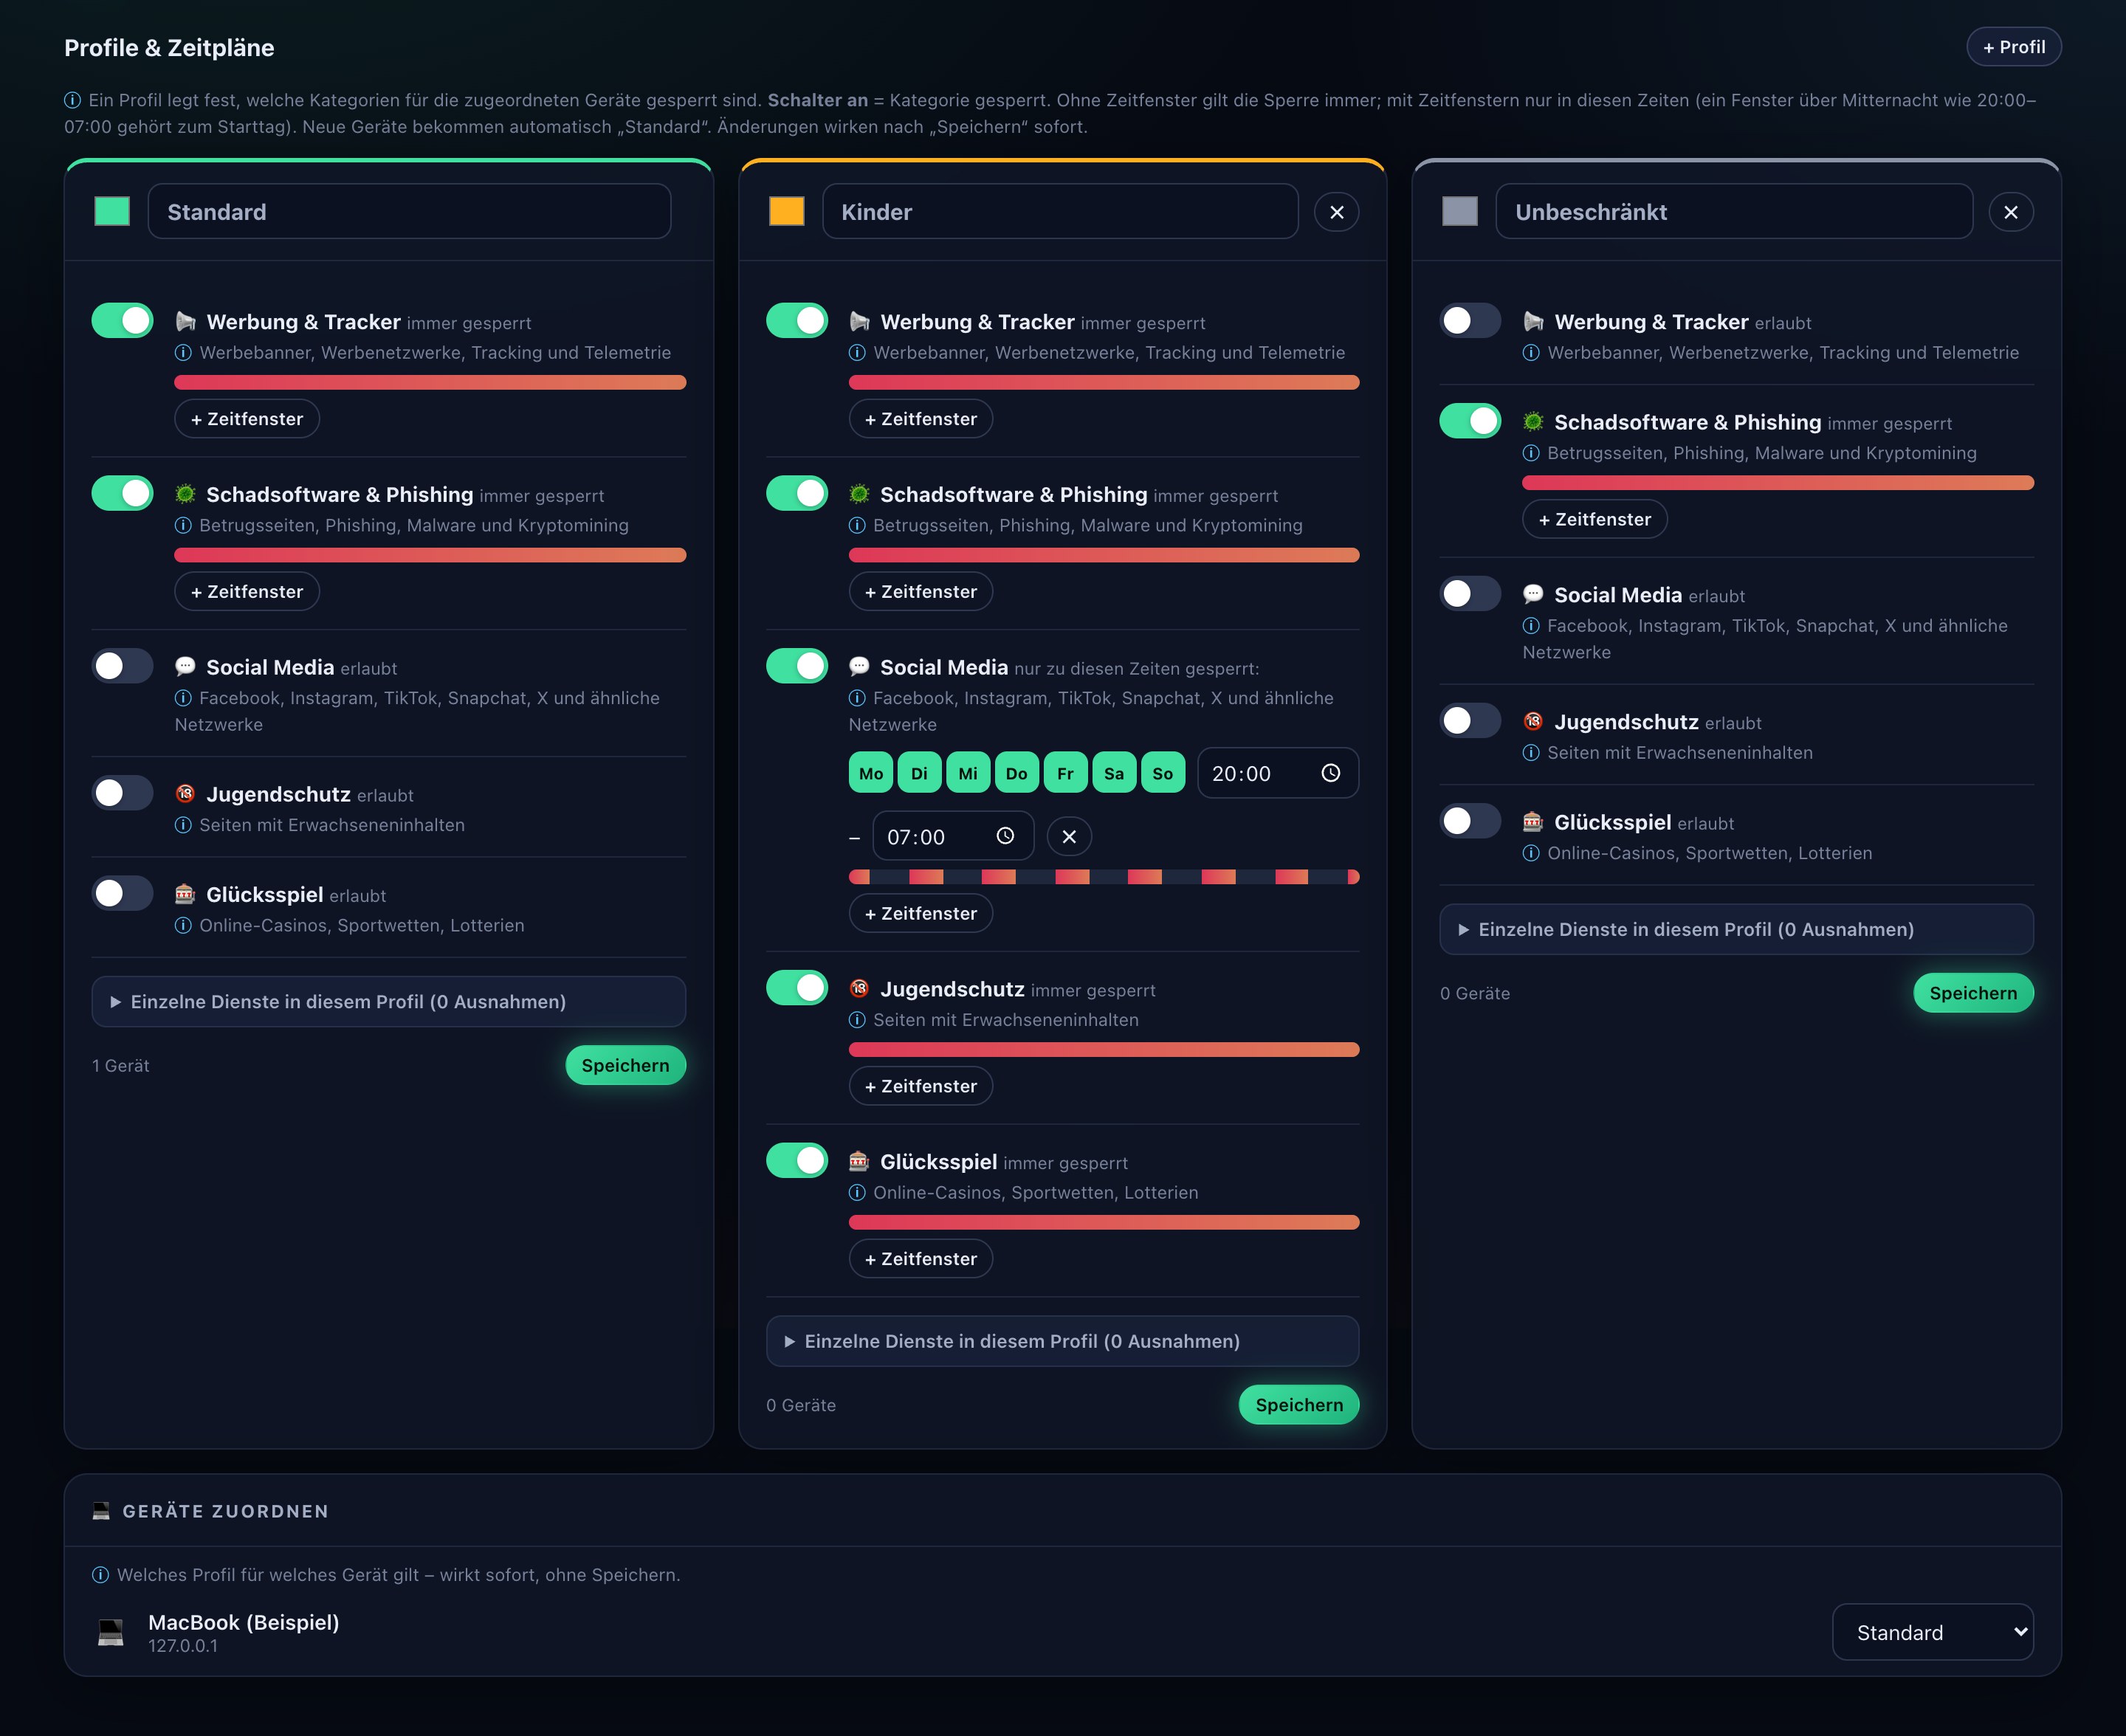 Profile & Zeitpläne
+ Profil
ⓘ Ein Profil legt fest, welche Kategorien für die zugeordneten Geräte gesperrt sind. Schalter an = Kategorie gesperrt. Ohne Zeitfenster gilt die Sperre immer; mit Zeitfenstern nur in diesen Zeiten (ein Fenster über Mitternacht wie 20:00–
07:00 gehört zum Starttag). Neue Geräte bekommen automatisch „Standard“. Änderungen wirken nach „Speichern“ sofort.
Standard
Werbung & Tracker immer gesperrt
ⓘ Werbebanner, Werbenetzwerke, Tracking und Telemetrie
+ Zeitfenster
Schadsoftware & Phishing immer gesperrt
ⓘ Betrugsseiten, Phishing, Malware und Kryptomining
+ Zeitfenster
Social Media erlaubt
ⓘ Facebook, Instagram, TikTok, Snapchat, X und ähnliche
Netzwerke
Jugendschutz erlaubt
ⓘ Seiten mit Erwachseneninhalten
Glücksspiel erlaubt
ⓘ Online-Casinos, Sportwetten, Lotterien
▶ Einzelne Dienste in diesem Profil (0 Ausnahmen)
1 Gerät
Speichern
Kinder
✕
Werbung & Tracker immer gesperrt
ⓘ Werbebanner, Werbenetzwerke, Tracking und Telemetrie
+ Zeitfenster
Schadsoftware & Phishing immer gesperrt
ⓘ Betrugsseiten, Phishing, Malware und Kryptomining
+ Zeitfenster
Social Media nur zu diesen Zeiten gesperrt:
ⓘ Facebook, Instagram, TikTok, Snapchat, X und ähnliche
Netzwerke
Mo Di Mi Do Fr Sa So 20:00
– 07:00 ✕
+ Zeitfenster
Jugendschutz immer gesperrt
ⓘ Seiten mit Erwachseneninhalten
+ Zeitfenster
Glücksspiel immer gesperrt
ⓘ Online-Casinos, Sportwetten, Lotterien
+ Zeitfenster
▶ Einzelne Dienste in diesem Profil (0 Ausnahmen)
0 Geräte
Speichern
Unbeschränkt
✕
Werbung & Tracker erlaubt
ⓘ Werbebanner, Werbenetzwerke, Tracking und Telemetrie
Schadsoftware & Phishing immer gesperrt
ⓘ Betrugsseiten, Phishing, Malware und Kryptomining
+ Zeitfenster
Social Media erlaubt
ⓘ Facebook, Instagram, TikTok, Snapchat, X und ähnliche
Netzwerke
Jugendschutz erlaubt
ⓘ Seiten mit Erwachseneninhalten
Glücksspiel erlaubt
ⓘ Online-Casinos, Sportwetten, Lotterien
▶ Einzelne Dienste in diesem Profil (0 Ausnahmen)
0 Geräte
Speichern
GERÄTE ZUORDNEN
ⓘ Welches Profil für welches Gerät gilt – wirkt sofort, ohne Speichern.
MacBook (Beispiel)
127.0.0.1
Standard